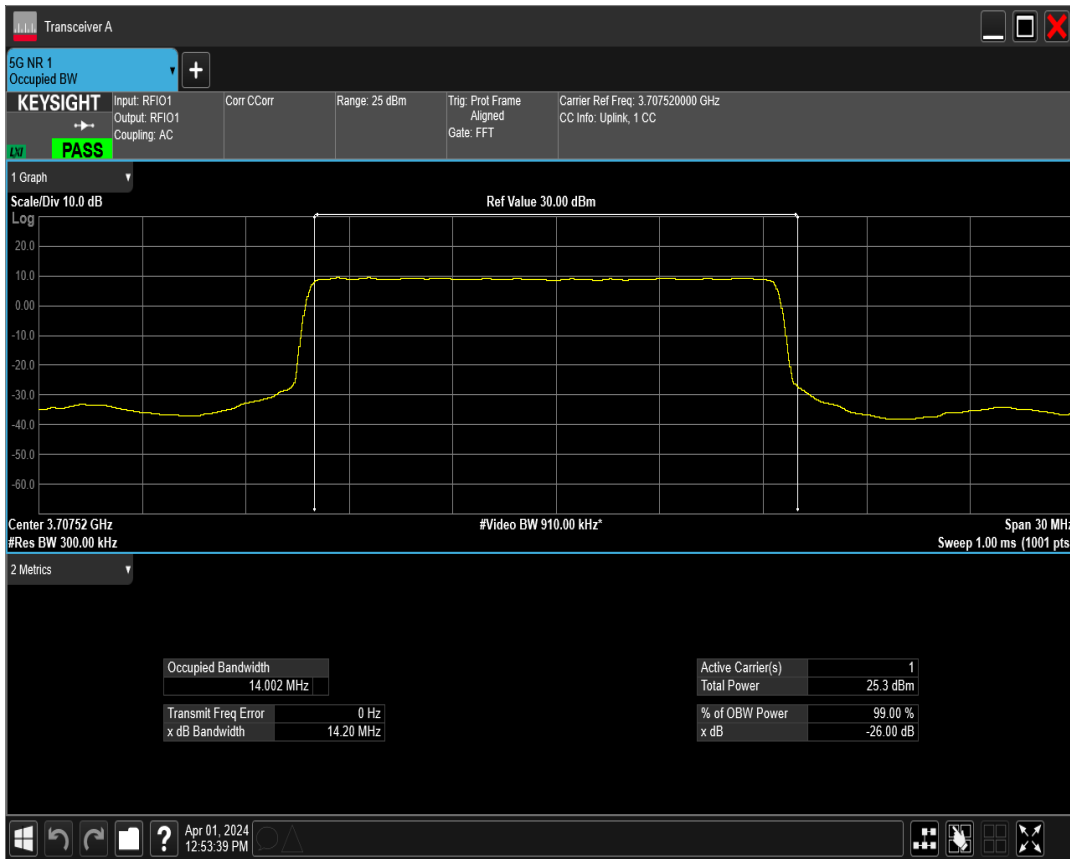 Transceiver A
5G NR 1
Occupied BW
KEYSIGHT
LXI
PASS
Input: RFIO1
Output: RFIO1
Coupling: AC
Corr CCorr
Range: 25 dBm
Trig: Prot Frame
Aligned
Gate: FFT
Carrier Ref Freq: 3.707520000 GHz
CC Info: Uplink, 1 CC
1 Graph
Scale/Div 10.0 dB
Ref Value 30.00 dBm
Log
20.0
10.0
0.00
-10.0
-20.0
-30.0
-40.0
-50.0
-60.0
Center 3.70752 GHz
#Video BW 910.00 kHz*
Span 30 MHz
#Res BW 300.00 kHz
Sweep 1.00 ms (1001 pts
2 Metrics
Occupied Bandwidth
14.002 MHz
Transmit Freq Error 0 Hz
x dB Bandwidth 14.20 MHz
Active Carrier(s) 1
Total Power 25.3 dBm
% of OBW Power 99.00 %
x dB -26.00 dB
?
Apr 01, 2024
12:53:39 PM